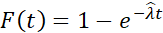 F(t) = 1 − e^{−λ̂t}